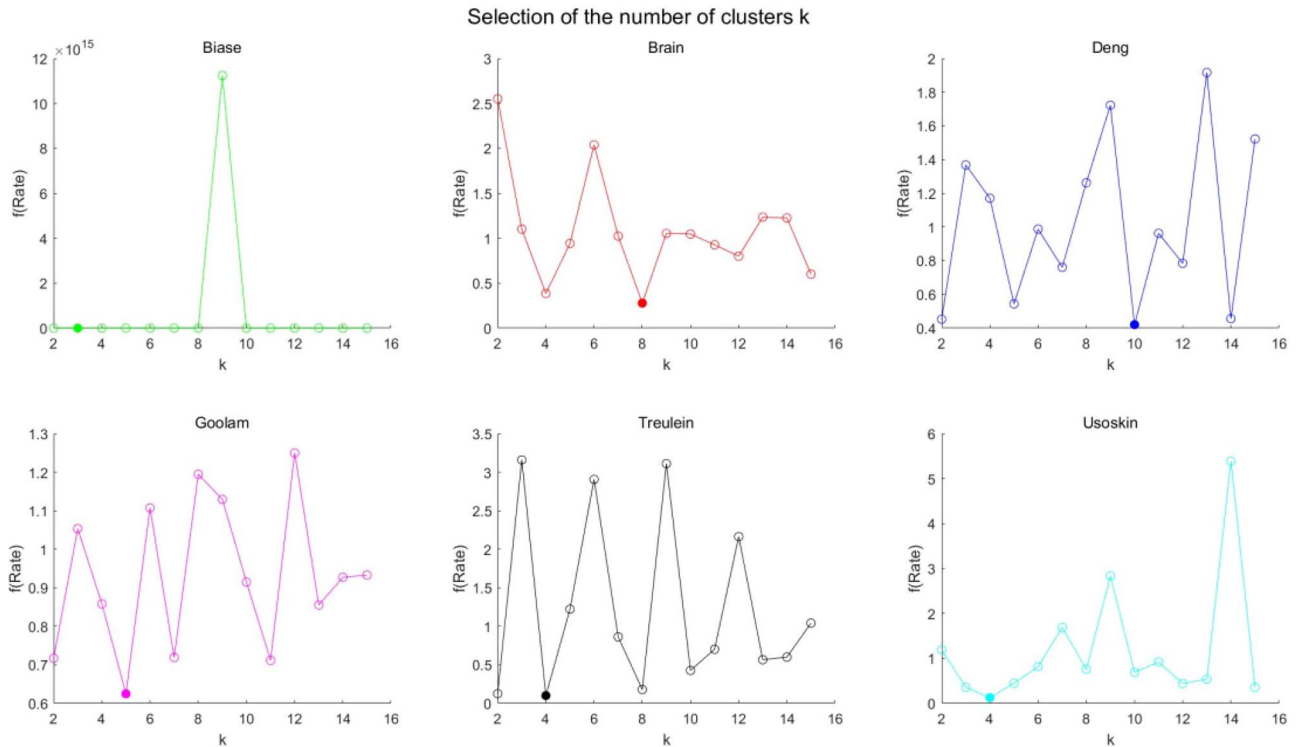 Selection of the number of clusters k
Biase
×10^15
12
10
8
6
4
2
0
f(Rate)
2 4 6 8 10 12 14 16
k
Brain
3
2.5
2
1.5
1
0.5
0
f(Rate)
2 4 6 8 10 12 14 16
k
Deng
2
1.8
1.6
1.4
1.2
1
0.8
0.6
0.4
f(Rate)
2 4 6 8 10 12 14 16
k
Goolam
1.3
1.2
1.1
1
0.9
0.8
0.7
0.6
f(Rate)
2 4 6 8 10 12 14 16
k
Treulein
3.5
3
2.5
2
1.5
1
0.5
0
f(Rate)
2 4 6 8 10 12 14 16
k
Usoskin
6
5
4
3
2
1
0
f(Rate)
2 4 6 8 10 12 14 16
k